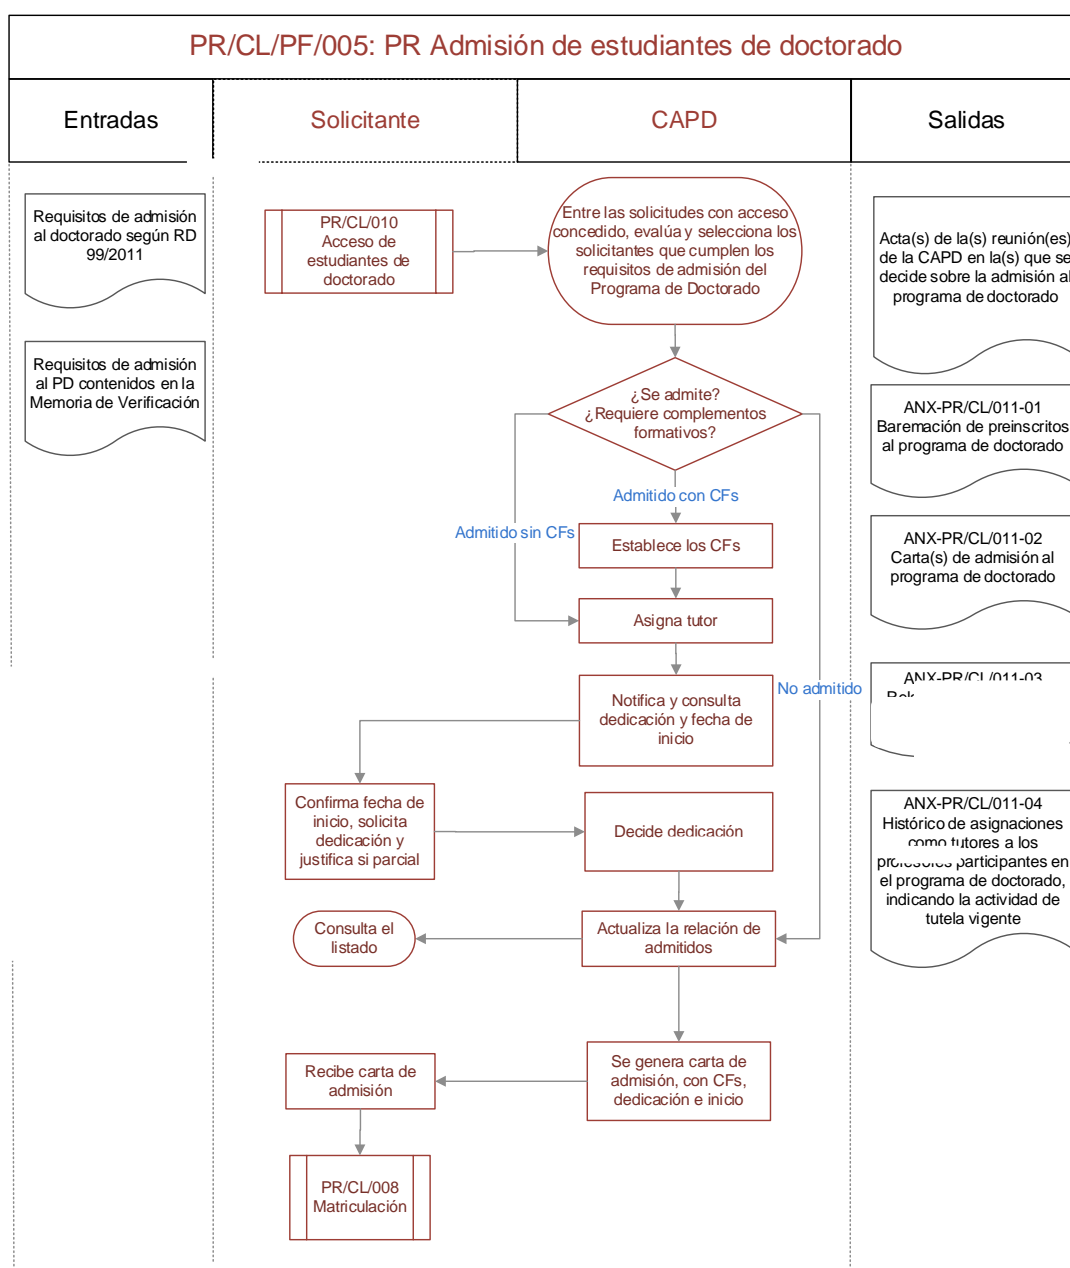 PR/CL/PF/005: PR Admisión de estudiantes de doctorado
Entradas
Solicitante
CAPD
Salidas
Requisitos de admisión
al doctorado según RD
99/2011
Requisitos de admisión
al PD contenidos en la
Memoria de Verificación
PR/CL/010
Acceso de
estudiantes de
doctorado
Entre las solicitudes con acceso
concedido, evalúa y selecciona los
solicitantes que cumplen los
requisitos de admisión del
Programa de Doctorado
¿Se admite?
¿Requiere complementos
formativos?
Admitido con CFs
Admitido sin CFs
Establece los CFs
Asigna tutor
No admitido
Notifica y consulta
dedicación y fecha de
inicio
Confirma fecha de
inicio, solicita
dedicación y
justifica si parcial
Decide dedicación
Consulta el
listado
Actualiza la relación de
admitidos
Recibe carta de
admisión
Se genera carta de
admisión, con CFs,
dedicación e inicio
PR/CL/008
Matriculación
Acta(s) de la(s) reunión(es)
de la CAPD en la(s) que se
decide sobre la admisión al
programa de doctorado
ANX-PR/CL/011-01
Baremación de preinscritos
al programa de doctorado
ANX-PR/CL/011-02
Carta(s) de admisión al
programa de doctorado
ANX-PR/CL/011-03
ANX-PR/CL/011-04
Histórico de asignaciones
como tutores a los
profesores participantes en
el programa de doctorado,
indicando la actividad de
tutela vigente